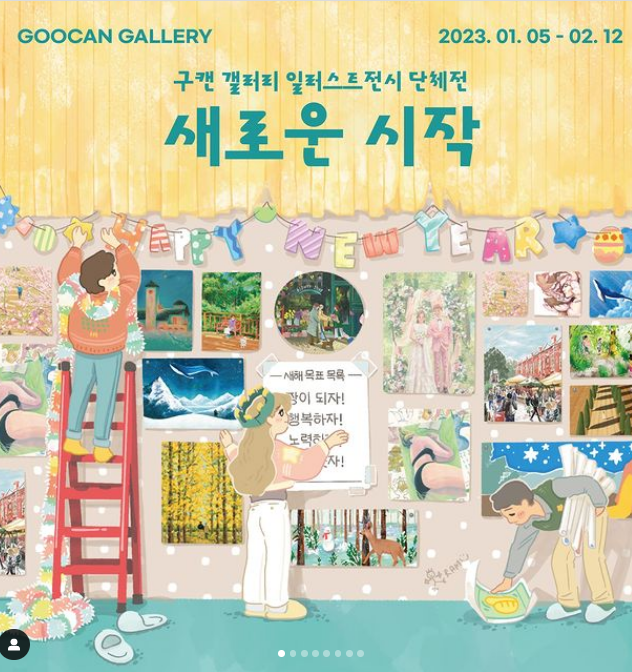 GOOCAN GALLERY
2023. 01. 05 - 02. 12
구캔 갤러리 일러스트전시 단체전
새로운 시작
HAPPY NEW YEAR
새해 목표 목록
이 되자!
행복하자!